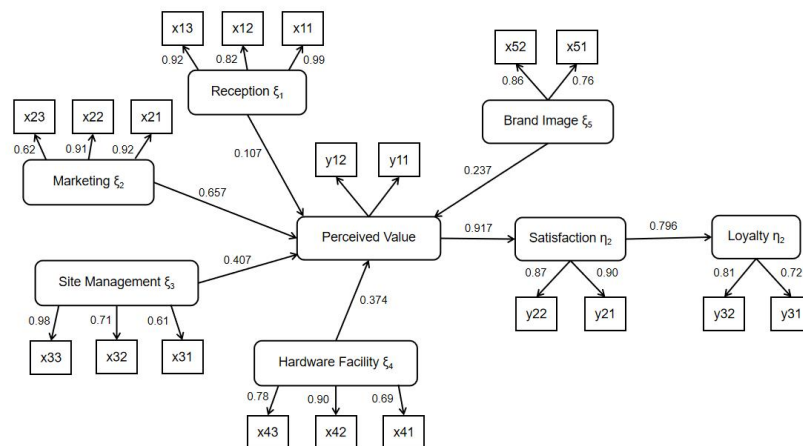 x13
x12
x11
x52
x51
0.92
0.82
0.99
0.86
0.76
Reception ξ1
Brand Image ξ5
x23
x22
x21
0.62
0.91
0.92
Marketing ξ2
0.107
y12
y11
0.237
0.657
Perceived Value
0.917
Satisfaction η2
0.796
Loyalty η2
Site Management ξ3
0.407
0.87
0.90
0.81
0.72
0.374
y22
y21
y32
y31
0.98
0.71
0.61
x33
x32
x31
Hardware Facility ξ4
0.78
0.90
0.69
x43
x42
x41